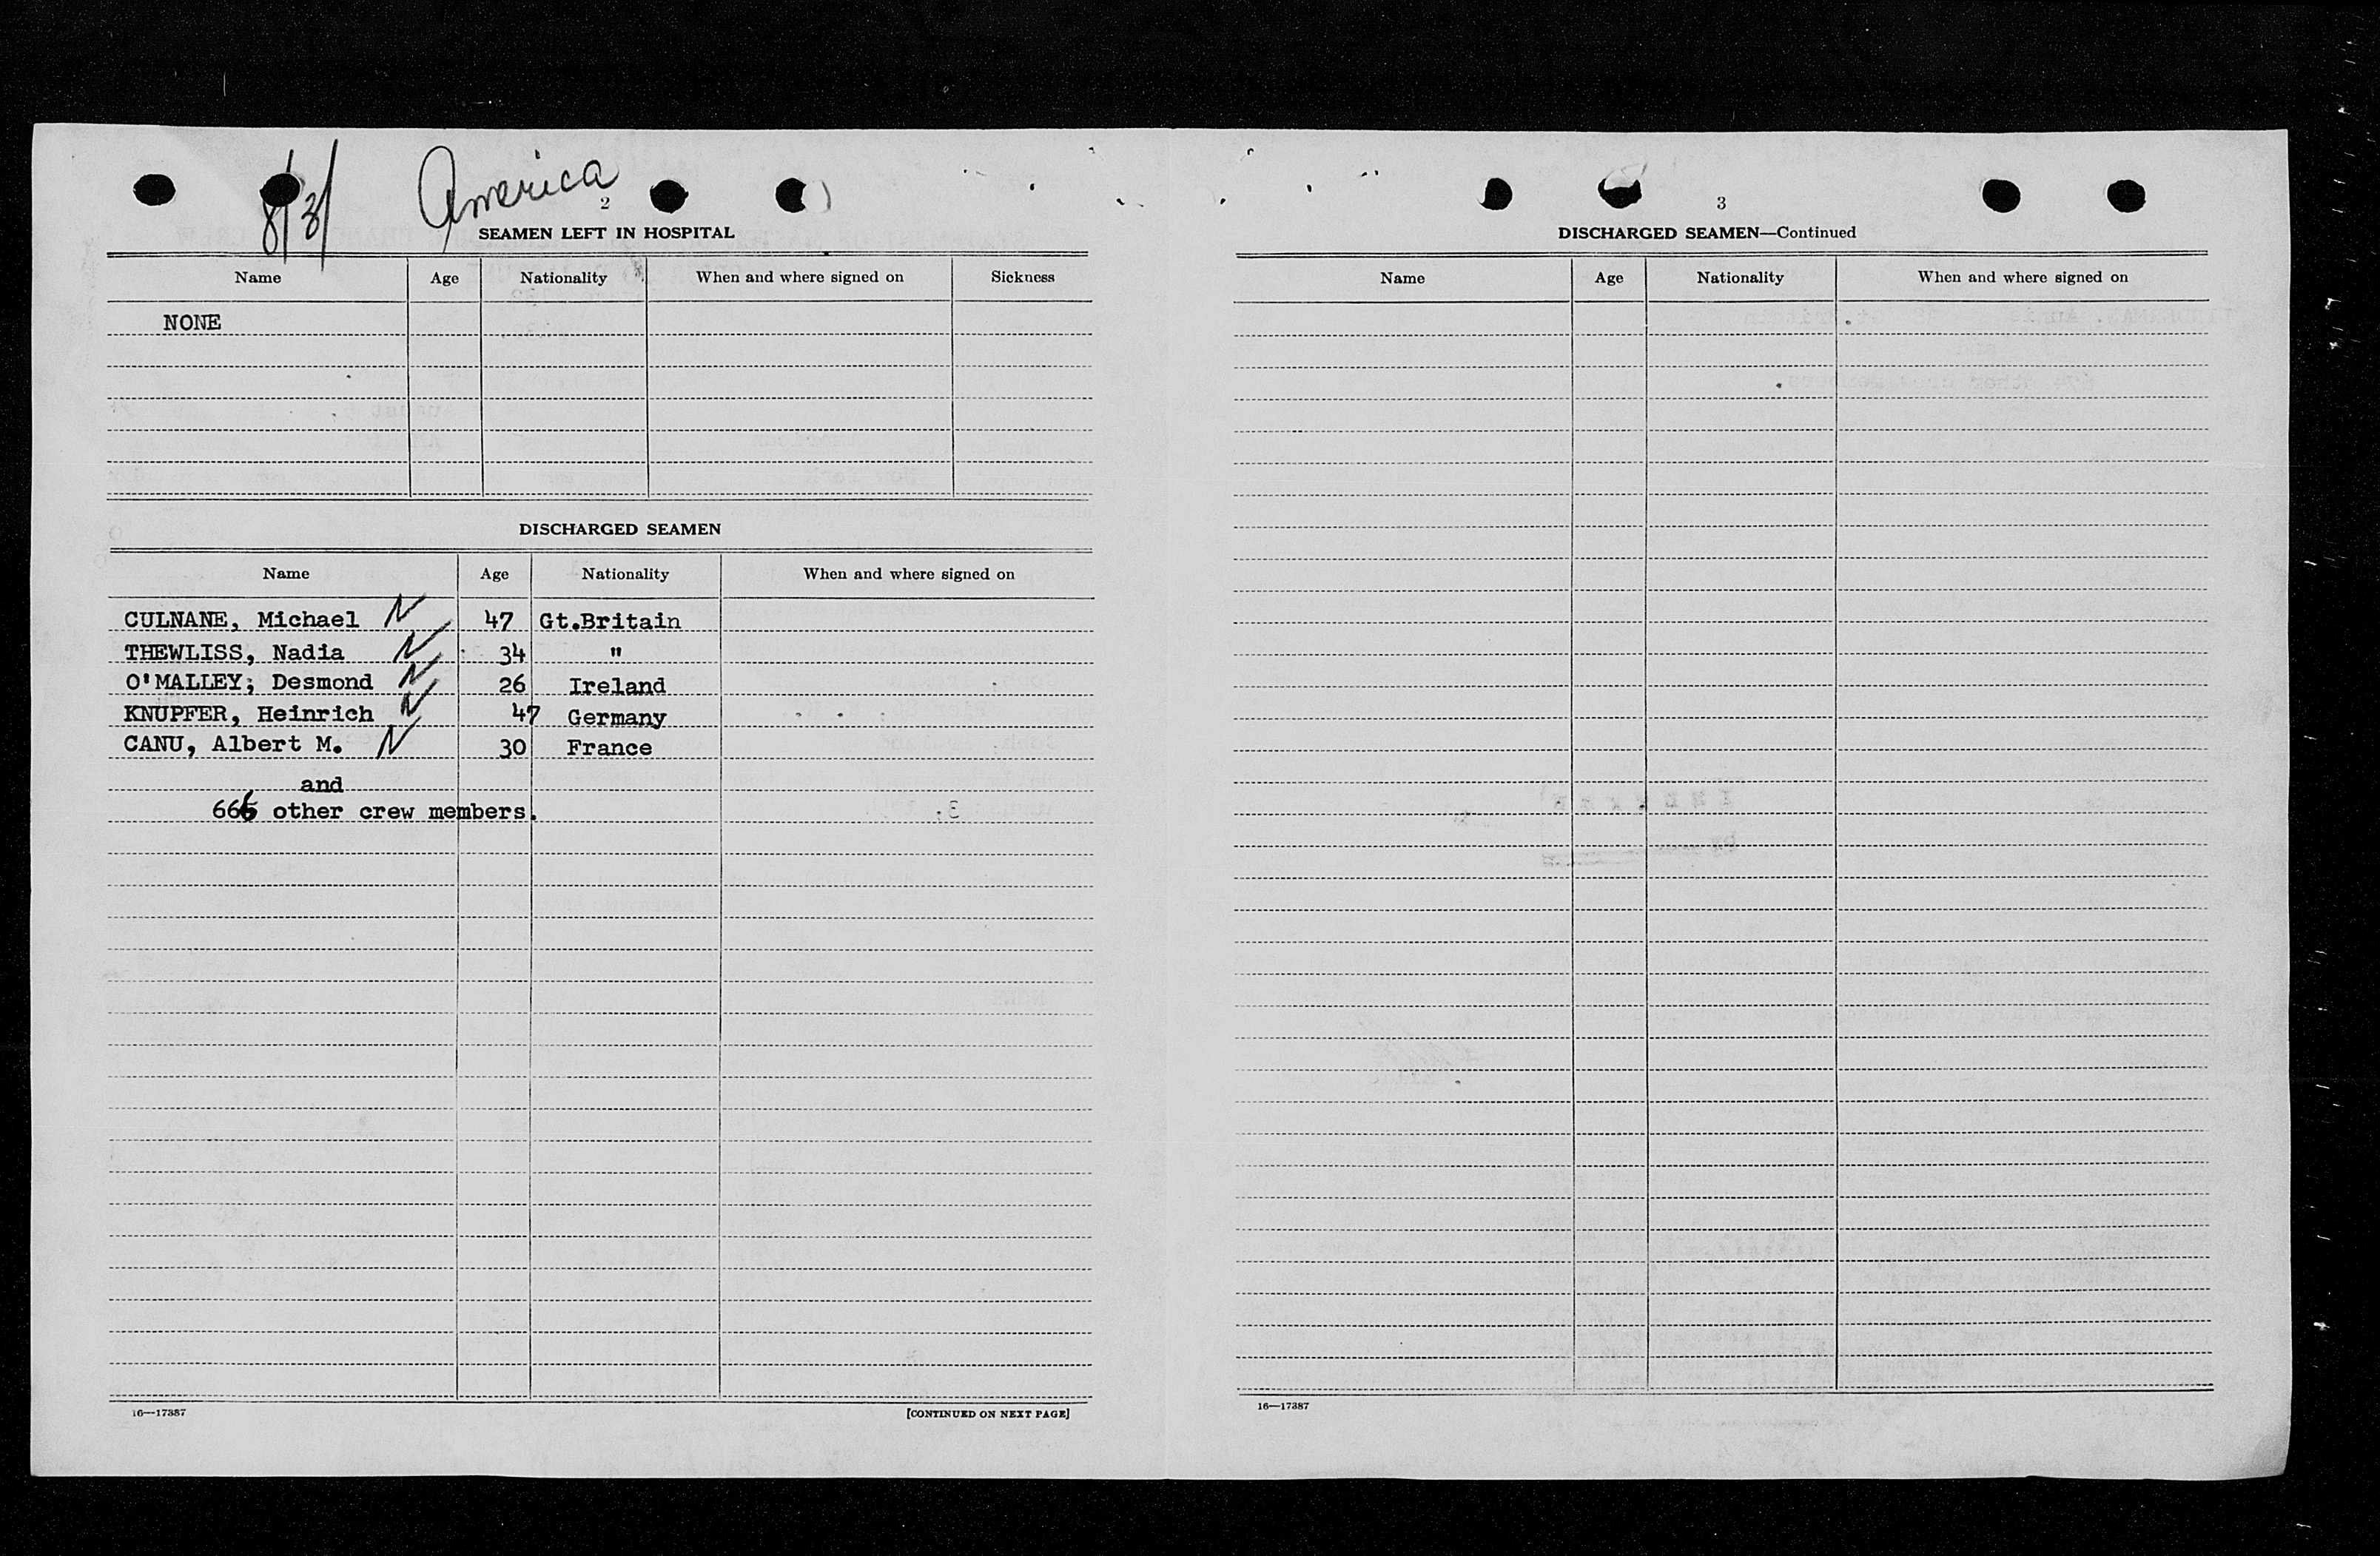 8/3/ America
2
SEAMEN LEFT IN HOSPITAL
Name Age Nationality When and where signed on Sickness
NONE
DISCHARGED SEAMEN
Name Age Nationality When and where signed on
CULNANE, Michael N 47 Gt.Britain
THEWLISS, Nadia N 34 "
O'MALLEY; Desmond N 26 Ireland
KNUPFER, Heinrich N 47 Germany
CANU, Albert M. , N 30 France
and
666 other crew members.
16—17387 [CONTINUED ON NEXT PAGE]
3
DISCHARGED SEAMEN—Continued
Name Age Nationality When and where signed on
16—17387